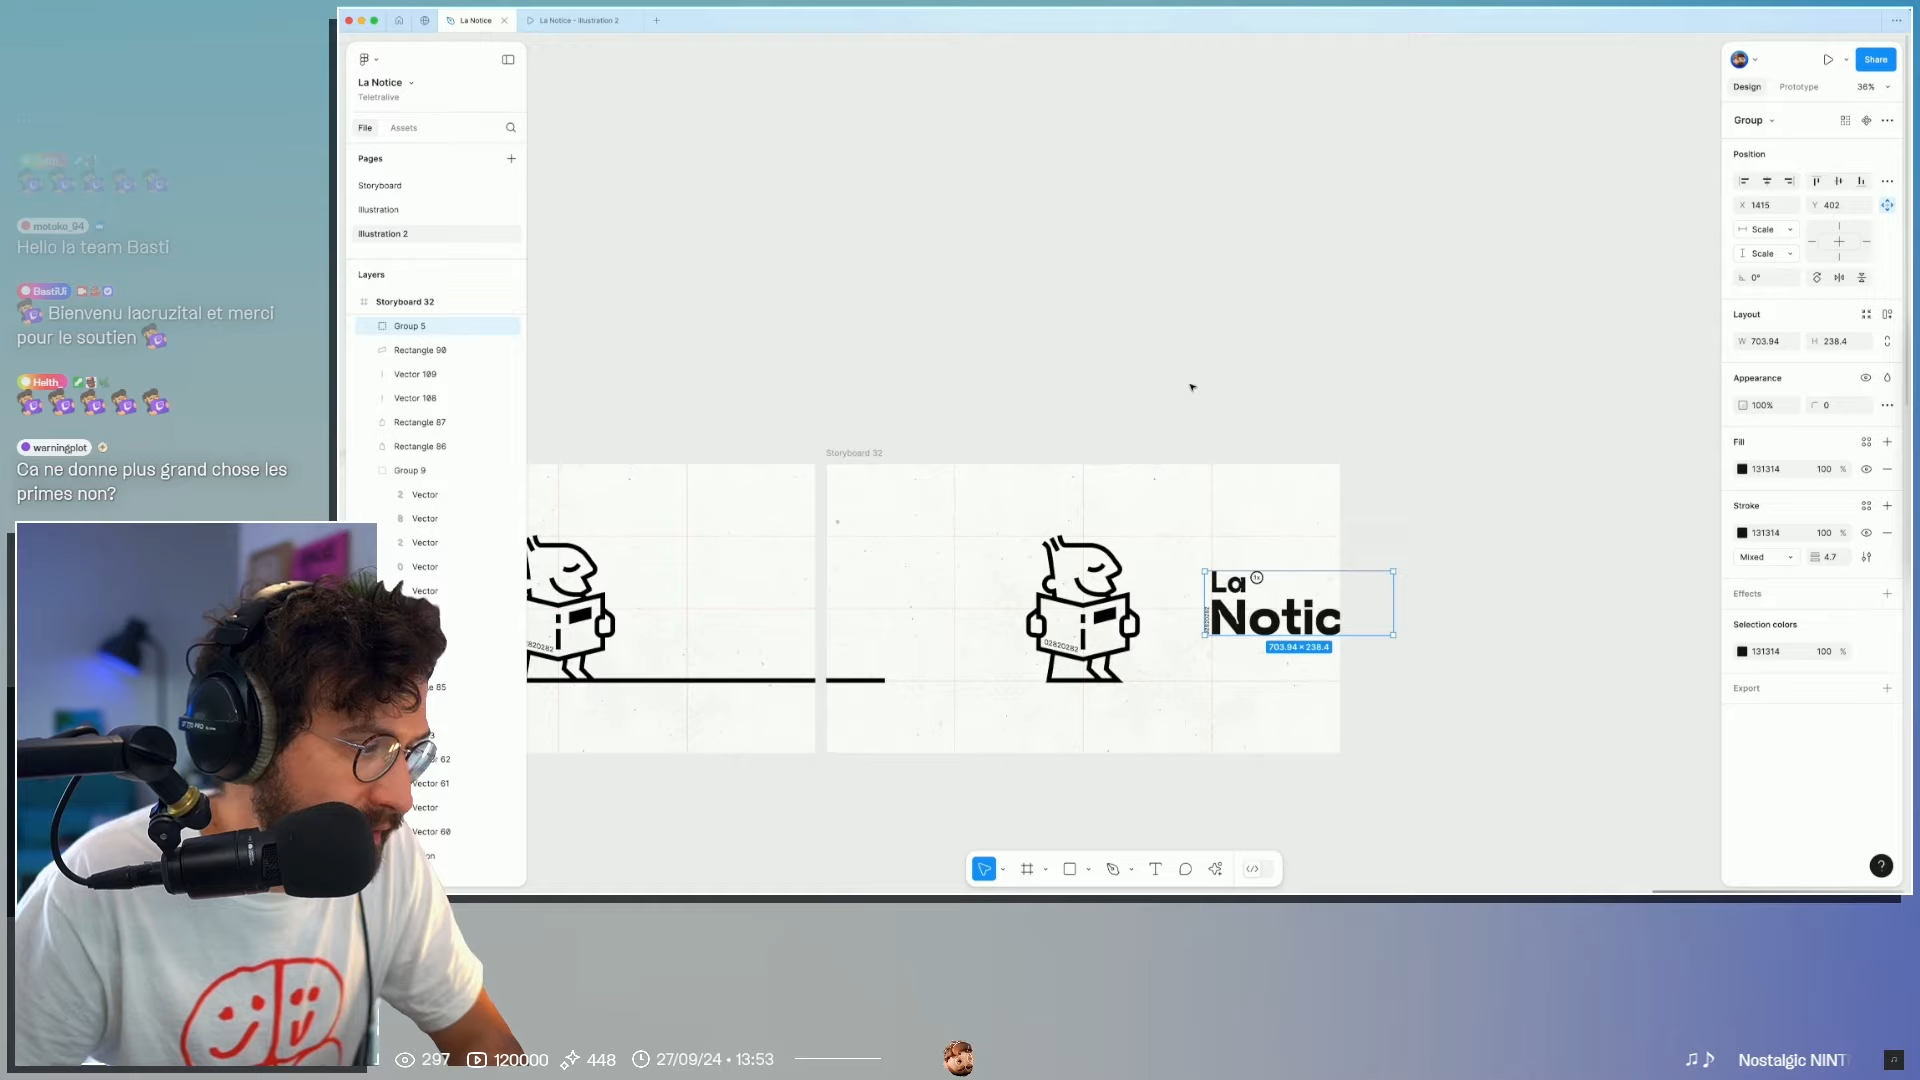 La Notice
La Notice - Illustration 2
motoko_94
Hello la team Basti
BastiUi
Bienvenu lacruzital et merci
pour le soutien
Helth_
warningplot
Ca ne donne plus grand chose les
primes non?
La Notice
Teletralive
File
Assets
Pages
Storyboard
Illustration
Illustration 2
Layers
Storyboard 32
Group 5
Rectangle 90
Vector 109
Vector 108
Rectangle 87
Rectangle 86
Group 9
Vector
Vector
Vector
Vector
Vector
85
62
Vector 61
Vector
Vector 60
Storyboard 32
02820282
La
1x
Notic
703.94 × 238.4
Share
Design
Prototype
36%
Group
Position
X 1415
Y 402
Scale
Scale
0°
Layout
W 703.94
H 238.4
Appearance
100%
0
Fill
131314 100 %
Stroke
131314 100 %
Mixed
4.7
Effects
Selection colors
131314 100 %
Export
?
297
120000
448
27/09/24 • 13:53
Nostalgic NINT